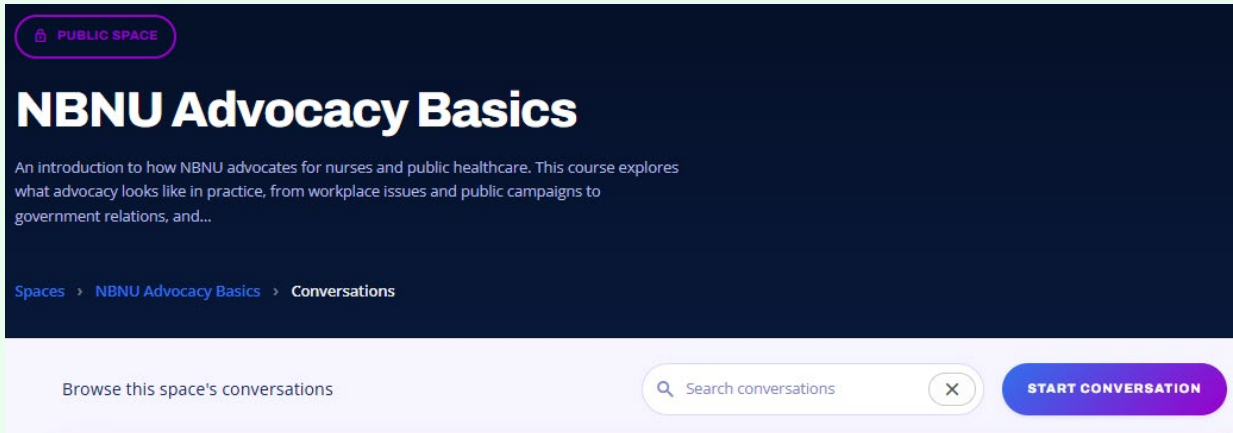 PUBLIC SPACE
NBNU Advocacy Basics
An introduction to how NBNU advocates for nurses and public healthcare. This course explores
what advocacy looks like in practice, from workplace issues and public campaigns to
government relations, and...
Spaces › NBNU Advocacy Basics › Conversations
Browse this space's conversations
Search conversations
START CONVERSATION